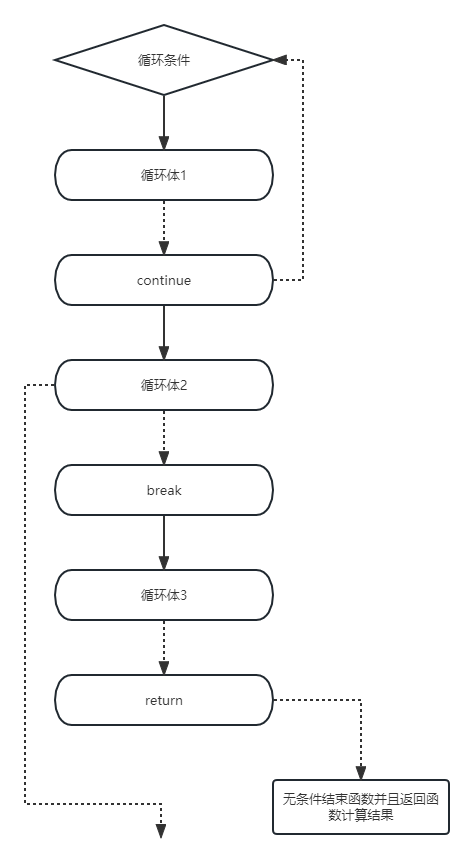 循环条件
循环体1
continue
循环体2
break
循环体3
return
无条件结束函数并且返回函
数计算结果